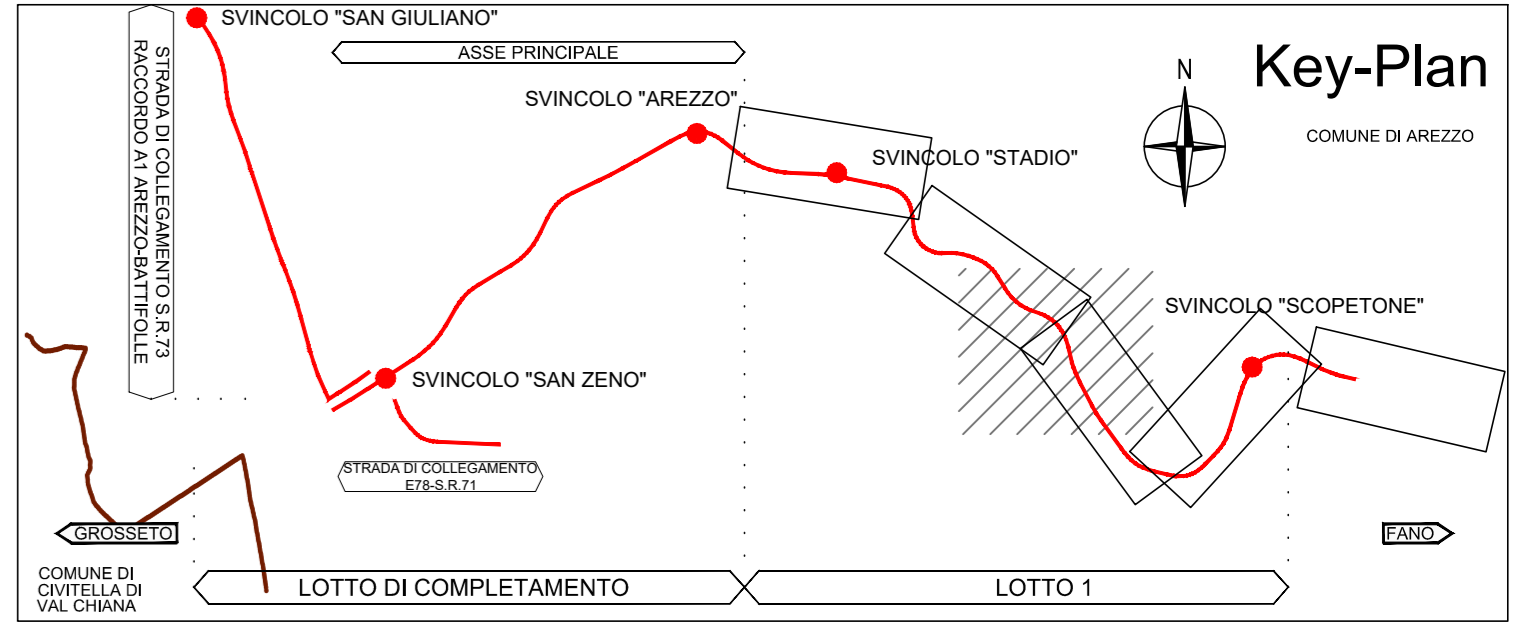 SVINCOLO "SAN GIULIANO"
STRADA DI COLLEGAMENTO S.R.73
RACCORDO A1 AREZZO-BATTIFOLLE
ASSE PRINCIPALE
Key-Plan
N
COMUNE DI AREZZO
SVINCOLO "AREZZO"
SVINCOLO "STADIO"
SVINCOLO "SCOPETONE"
SVINCOLO "SAN ZENO"
STRADA DI COLLEGAMENTO
E78-S.R.71
GROSSETO
FANO
COMUNE DI
CIVITELLA DI
VAL CHIANA
LOTTO DI COMPLETAMENTO
LOTTO 1